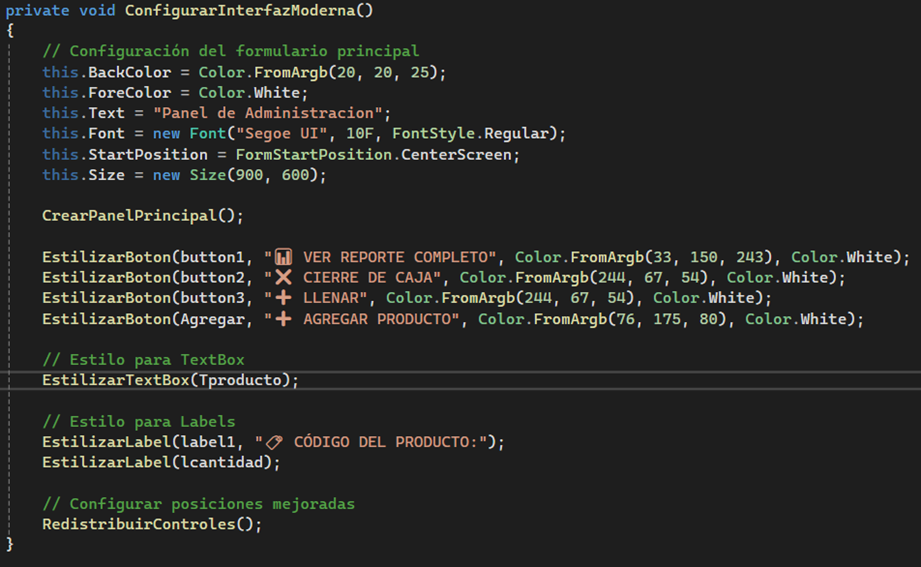 private void ConfigurarInterfazModerna()
{
// Configuración del formulario principal
this.BackColor = Color.FromArgb(20, 20, 25);
this.ForeColor = Color.White;
this.Text = "Panel de Administracion";
this.Font = new Font("Segoe UI", 10F, FontStyle.Regular);
this.StartPosition = FormStartPosition.CenterScreen;
this.Size = new Size(900, 600);
CrearPanelPrincipal();
EstilizarBoton(button1, "📊 VER REPORTE COMPLETO", Color.FromArgb(33, 150, 243), Color.White);
EstilizarBoton(button2, "❌ CIERRE DE CAJA", Color.FromArgb(244, 67, 54), Color.White);
EstilizarBoton(button3, "➕ LLENAR", Color.FromArgb(244, 67, 54), Color.White);
EstilizarBoton(Agregar, "➕ AGREGAR PRODUCTO", Color.FromArgb(76, 175, 80), Color.White);
// Estilo para TextBox
EstilizarTextBox(Tproducto);
// Estilo para Labels
EstilizarLabel(label1, "🏷 CÓDIGO DEL PRODUCTO:");
EstilizarLabel(lcantidad);
// Configurar posiciones mejoradas
RedistribuirControles();
}